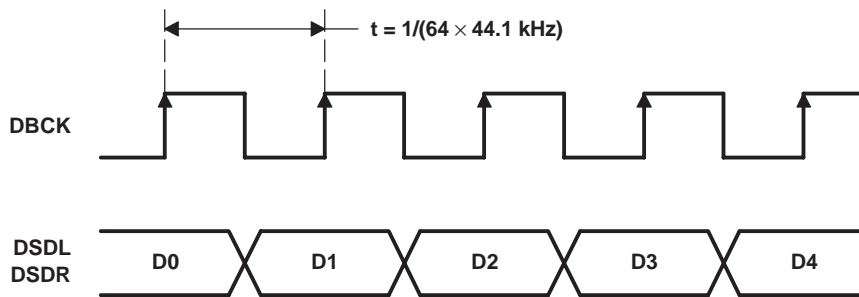 t = 1/(64 × 44.1 kHz)
DBCK
DSDL
DSDR
D0
D1
D2
D3
D4